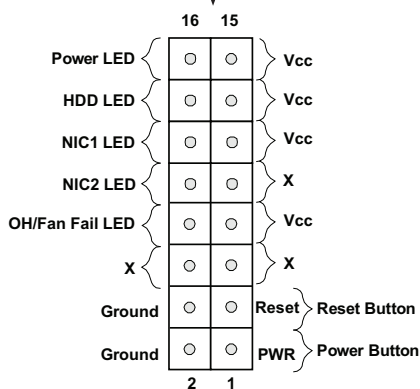 16 15
Power LED Vcc
HDD LED Vcc
NIC1 LED Vcc
NIC2 LED X
OH/Fan Fail LED Vcc
X X
Ground Reset Reset Button
Ground PWR Power Button
2 1